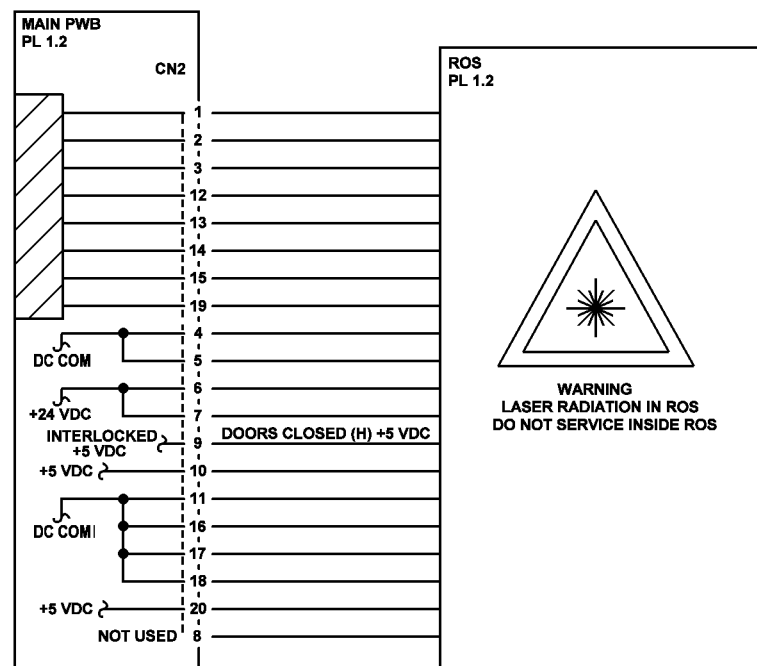 MAIN PWB
PL 1.2
CN2
ROS
PL 1.2
1
2
3
12
13
14
15
19
4
DC COM
5
6
+24 VDC
7
INTERLOCKED
+5 VDC
9
DOORS CLOSED (H) +5 VDC
+5 VDC
10
11
DC COM
16
17
18
+5 VDC
20
NOT USED
8
WARNING
LASER RADIATION IN ROS
DO NOT SERVICE INSIDE ROS